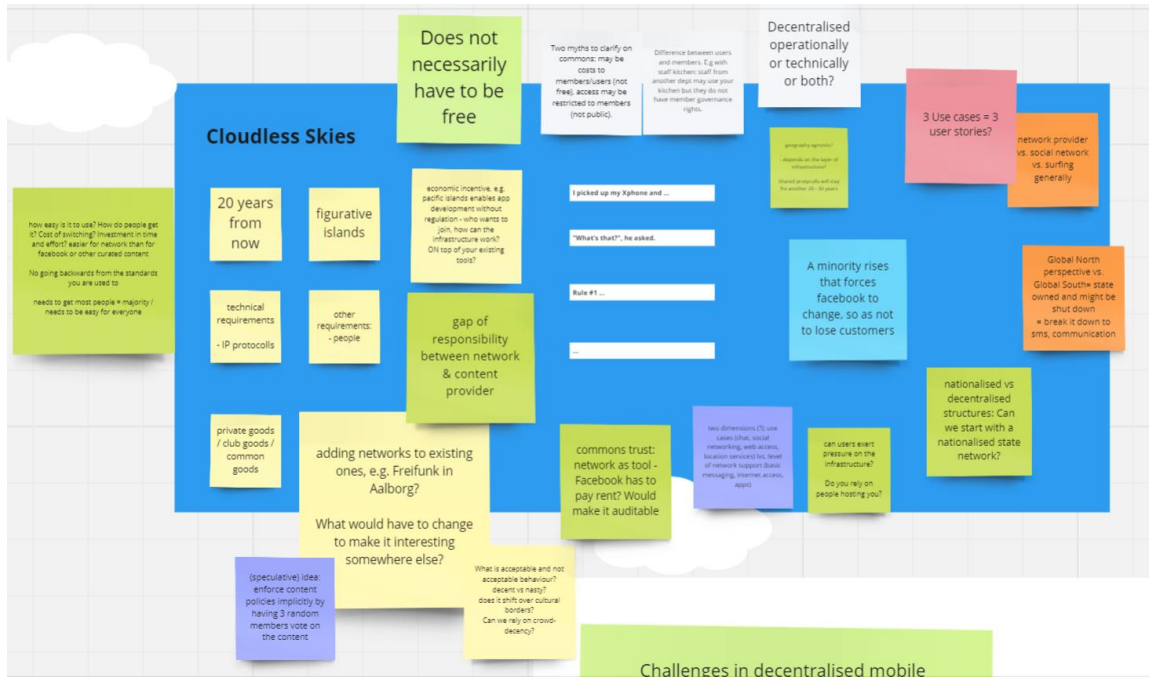 Does not
necessarily
have to be
free
Two myths to clarify on
commons: may be
costs to
members/users (not
free), access may be
restricted to members
(not public).
Difference between users
and members. E.g with
staff kitchen: staff from
another dept may use your
kitchen but they do not
have member governance
rights.
Decentralised
operationally
or technically
or both?
3 Use cases = 3
user stories?
network provider
vs. social network
vs. surfing
generally
Cloudless Skies
geography agnostic?
- depends on the layer of
infrastructure?
shared protocolls will stay
for another 20 - 30 years
how easy is it to use? How do people get
it? Cost of switching? Investment in time
and effort? easier for network than for
facebook or other curated content
No going backwards from the standards
you are used to
needs to get most people = majority /
needs to be easy for everyone
20 years
from
now
figurative
islands
economic incentive. e.g.
pacific islands enables app
development without
regulation - who wants to
join, how can the
infrastructure work?
ON top of your existing
tools?
I picked up my Xphone and ...
"What's that?", he asked.
Rule #1 ...
...
A minority rises
that forces
facebook to
change, so as not
to lose customers
Global North
perspective vs.
Global South= state
owned and might be
shut down
= break it down to
sms, communication
technical
requirements
- IP protocolls
other
requirements:
- people
gap of
responsibility
between network
& content
provider
nationalised vs
decentralised
structures: Can
we start with a
nationalised state
network?
private goods
/ club goods /
common
goods
adding networks to existing
ones, e.g. Freifunk in
Aalborg?
What would have to change
to make it interesting
somewhere else?
commons trust:
network as tool -
Facebook has to
pay rent? Would
make it auditable
two dimensions (?): use
cases (chat, social
networking, web access,
location services) vs. level
of network support (basic
messaging, internet access,
apps)
can users exert
pressure on the
infrastructure?
Do you rely on
people hosting you?
(speculative) idea:
enforce content
policies implicitly by
having 3 random
members vote on
the content
What is acceptable and not
acceptable behaviour?
decent vs nasty?
does it shift over cultural
borders?
Can we rely on crowd-
decency?
Challenges in decentralised mobile